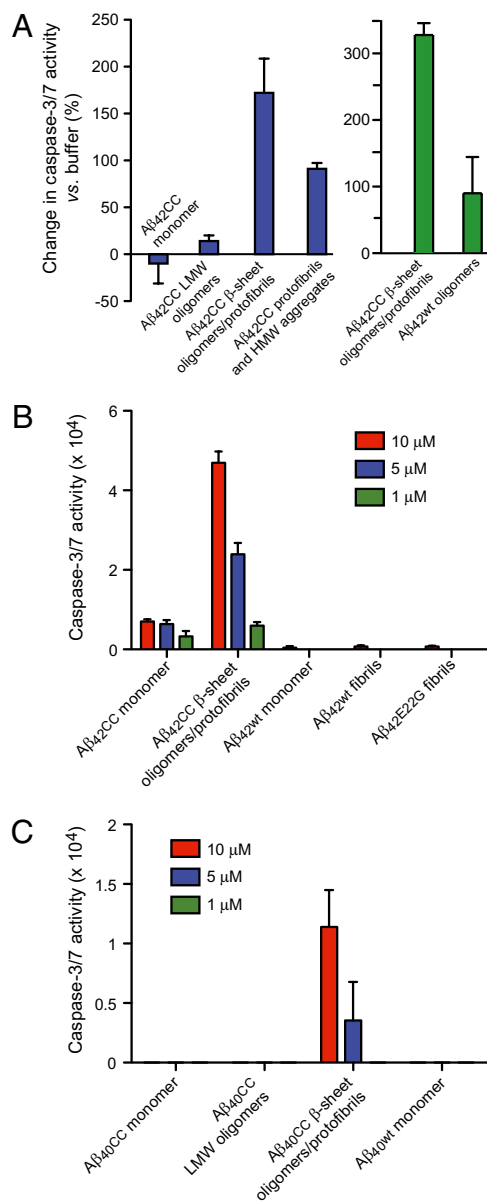 A
Change in caspase-3/7 activity
vs. buffer (%)
250
200
150
100
50
0
-50
Aβ42CC monomer
Aβ42CC LMW
oligomers
Aβ42CC β-sheet
oligomers/protofibrils
Aβ42CC protofibrils
and HMW aggregates
300
200
100
0
Aβ42CC β-sheet
oligomers/protofibrils
Aβ42wt oligomers
B
Caspase-3/7 activity (x 10⁴)
6
4
2
0
10 μM
5 μM
1 μM
Aβ42CC monomer
Aβ42CC β-sheet
oligomers/protofibrils
Aβ42wt monomer
Aβ42wt fibrils
Aβ42E22G fibrils
C
Caspase-3/7 activity (x 10⁴)
2
1.5
1
0.5
0
10 μM
5 μM
1 μM
Aβ40CC monomer
Aβ40CC
LMW oligomers
Aβ40CC β-sheet
oligomers/protofibrils
Aβ40wt monomer